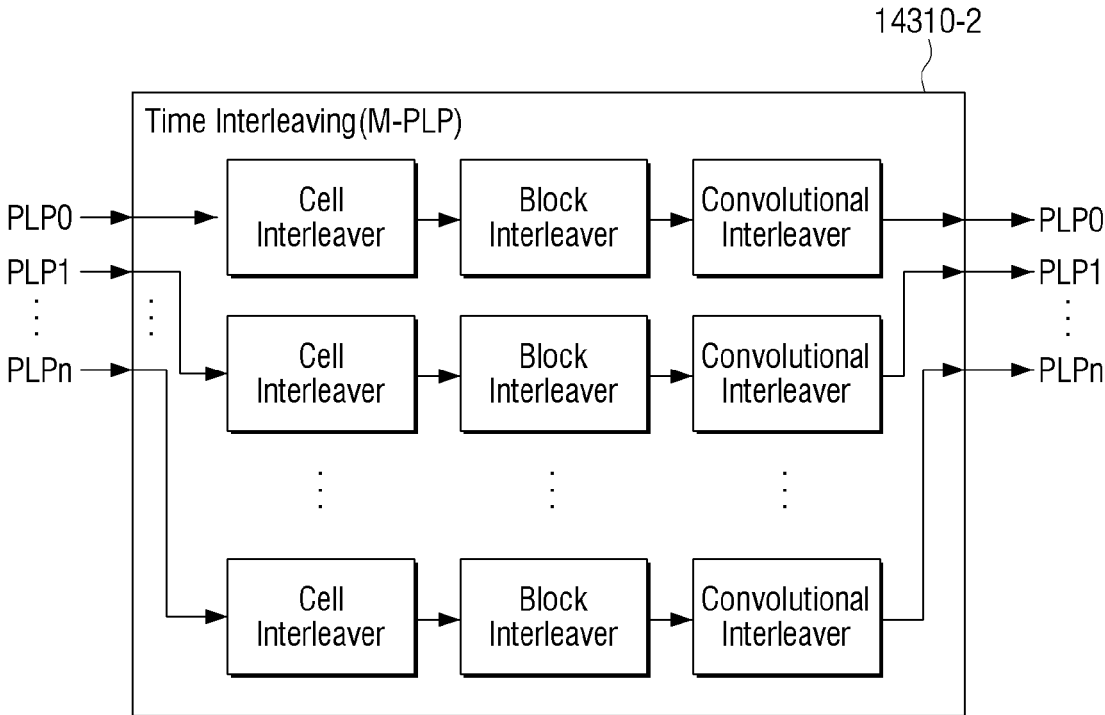 14310-2
Time Interleaving(M-PLP)
PLP0
Cell
Interleaver
Block
Interleaver
Convolutional
Interleaver
PLP0
PLP1
Cell
Interleaver
Block
Interleaver
Convolutional
Interleaver
PLP1
PLPn
Cell
Interleaver
Block
Interleaver
Convolutional
Interleaver
PLPn